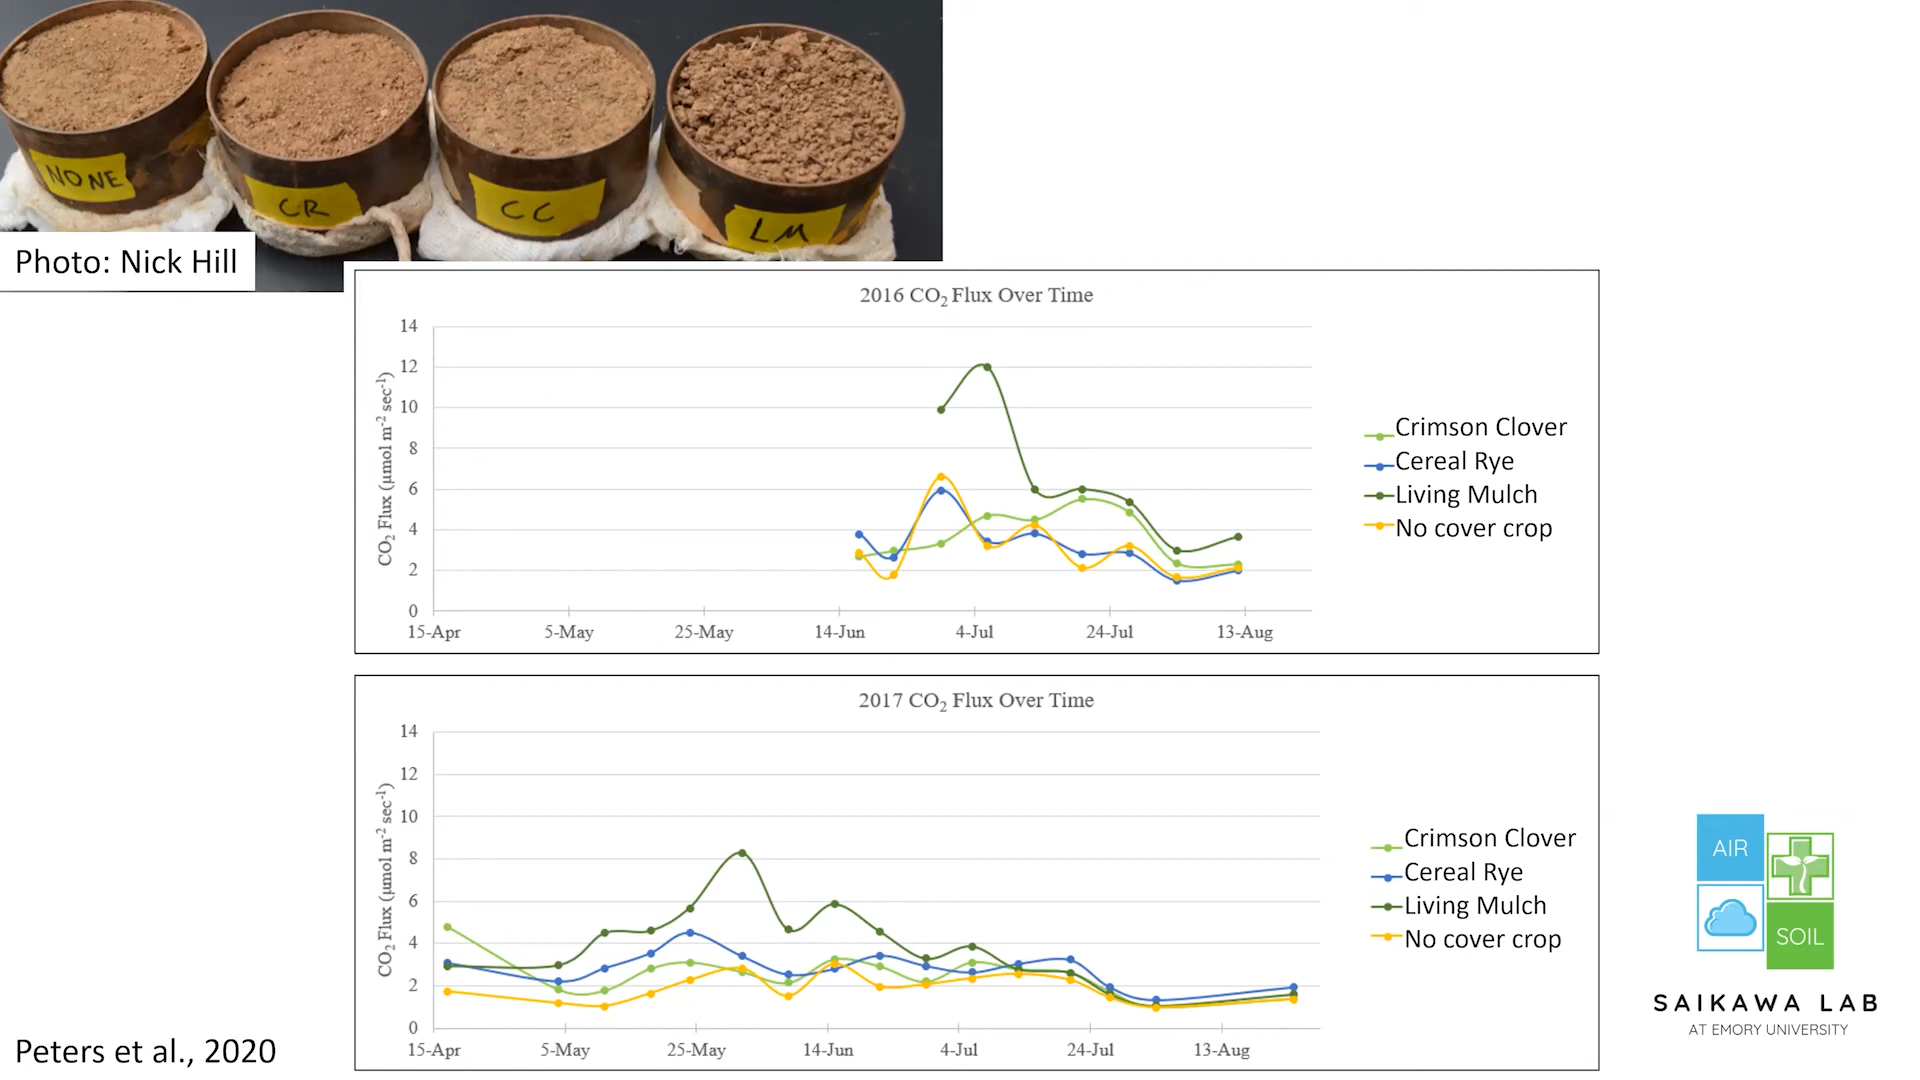 NONE
CR
CC
LM
Photo: Nick Hill
2016 CO₂ Flux Over Time
CO₂ Flux (µmol m⁻² sec⁻¹)
14
12
10
8
6
4
2
0
15-Apr 5-May 25-May 14-Jun 4-Jul 24-Jul 13-Aug
Crimson Clover
Cereal Rye
Living Mulch
No cover crop
2017 CO₂ Flux Over Time
CO₂ Flux (µmol m⁻² sec⁻¹)
14
12
10
8
6
4
2
0
15-Apr 5-May 25-May 14-Jun 4-Jul 24-Jul 13-Aug
Crimson Clover
Cereal Rye
Living Mulch
No cover crop
AIR
SOIL
SAIKAWA LAB
AT EMORY UNIVERSITY
Peters et al., 2020